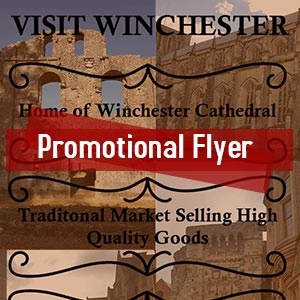 VISIT WINCHESTER
Home of Winchester Cathedral
Promotional Flyer
Traditonal Market Selling High
Quality Goods